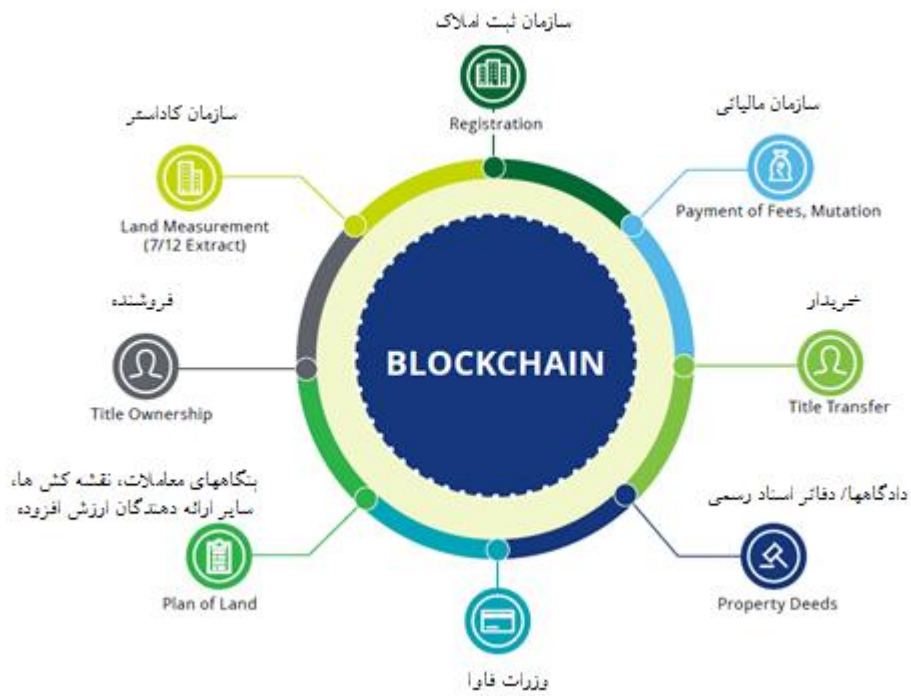 سازمان ثبت املاک
Registration
سازمان مالیاتی
Payment of Fees, Mutation
سازمان کاداستر
Land Measurement
(7/12 Extract)
فروشنده
Title Ownership
BLOCKCHAIN
خریدار
Title Transfer
بنگاههای معاملات، نقشه کش ها،
سایر ارائه دهندگان ارزش افزوده
Plan of Land
دادگاهها/ دفاتر اسناد رسمی
Property Deeds
وزرات فاوا